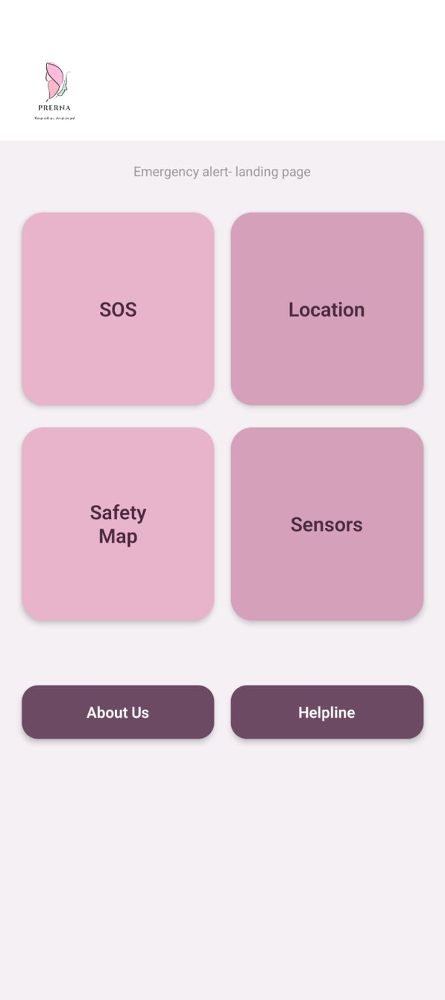 PRERNA
Emergency alert- landing page
SOS
Location
Safety
Map
Sensors
About Us
Helpline